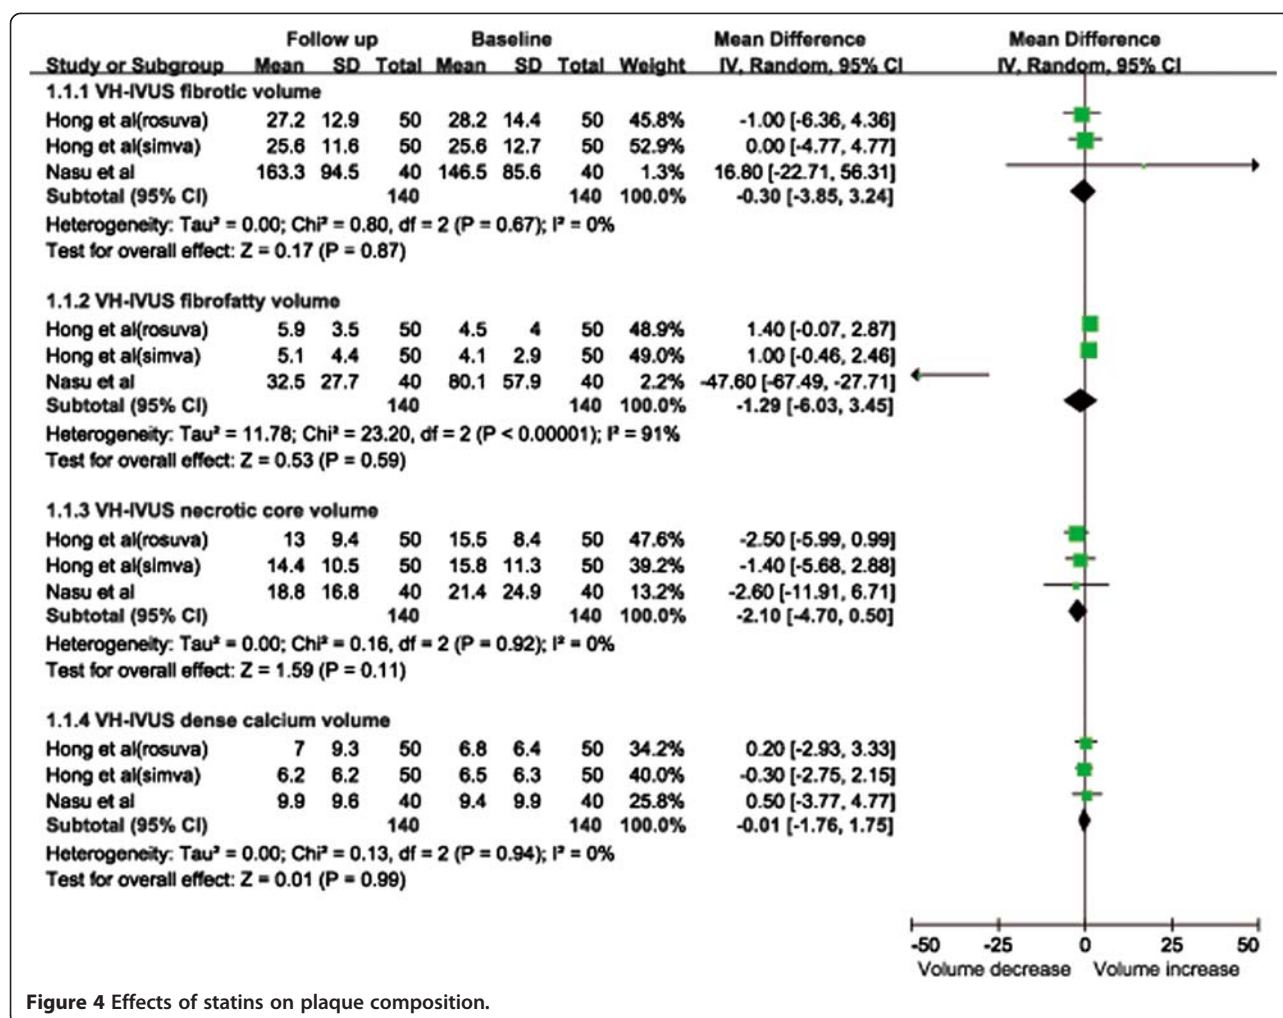 Follow up Baseline Mean Difference Mean Difference
Study or Subgroup Mean SD Total Mean SD Total Weight IV, Random, 95% CI IV, Random, 95% CI
1.1.1 VH-IVUS fibrotic volume
Hong et al(rosuva) 27.2 12.9 50 28.2 14.4 50 45.8% -1.00 [-6.36, 4.36]
Hong et al(simva) 25.6 11.6 50 25.6 12.7 50 52.9% 0.00 [-4.77, 4.77]
Nasu et al 163.3 94.5 40 146.5 85.6 40 1.3% 16.80 [-22.71, 56.31]
Subtotal (95% CI) 140 140 100.0% -0.30 [-3.85, 3.24]
Heterogeneity: Tau² = 0.00; Chi² = 0.80, df = 2 (P = 0.67); I² = 0%
Test for overall effect: Z = 0.17 (P = 0.87)
1.1.2 VH-IVUS fibrofatty volume
Hong et al(rosuva) 5.9 3.5 50 4.5 4 50 48.9% 1.40 [-0.07, 2.87]
Hong et al(simva) 5.1 4.4 50 4.1 2.9 50 49.0% 1.00 [-0.46, 2.46]
Nasu et al 32.5 27.7 40 80.1 57.9 40 2.2% -47.60 [-67.49, -27.71]
Subtotal (95% CI) 140 140 100.0% -1.29 [-6.03, 3.45]
Heterogeneity: Tau² = 11.78; Chi² = 23.20, df = 2 (P < 0.00001); I² = 91%
Test for overall effect: Z = 0.53 (P = 0.59)
1.1.3 VH-IVUS necrotic core volume
Hong et al(rosuva) 13 9.4 50 15.5 8.4 50 47.6% -2.50 [-5.99, 0.99]
Hong et al(simva) 14.4 10.5 50 15.8 11.3 50 39.2% -1.40 [-5.68, 2.88]
Nasu et al 18.8 16.8 40 21.4 24.9 40 13.2% -2.60 [-11.91, 6.71]
Subtotal (95% CI) 140 140 100.0% -2.10 [-4.70, 0.50]
Heterogeneity: Tau² = 0.00; Chi² = 0.16, df = 2 (P = 0.92); I² = 0%
Test for overall effect: Z = 1.59 (P = 0.11)
1.1.4 VH-IVUS dense calcium volume
Hong et al(rosuva) 7 9.3 50 6.8 6.4 50 34.2% 0.20 [-2.93, 3.33]
Hong et al(simva) 6.2 6.2 50 6.5 6.3 50 40.0% -0.30 [-2.75, 2.15]
Nasu et al 9.9 9.6 40 9.4 9.9 40 25.8% 0.50 [-3.77, 4.77]
Subtotal (95% CI) 140 140 100.0% -0.01 [-1.76, 1.75]
Heterogeneity: Tau² = 0.00; Chi² = 0.13, df = 2 (P = 0.94); I² = 0%
Test for overall effect: Z = 0.01 (P = 0.99)
-50 -25 0 25 50
Volume decrease Volume increase
Figure 4 Effects of statins on plaque composition.